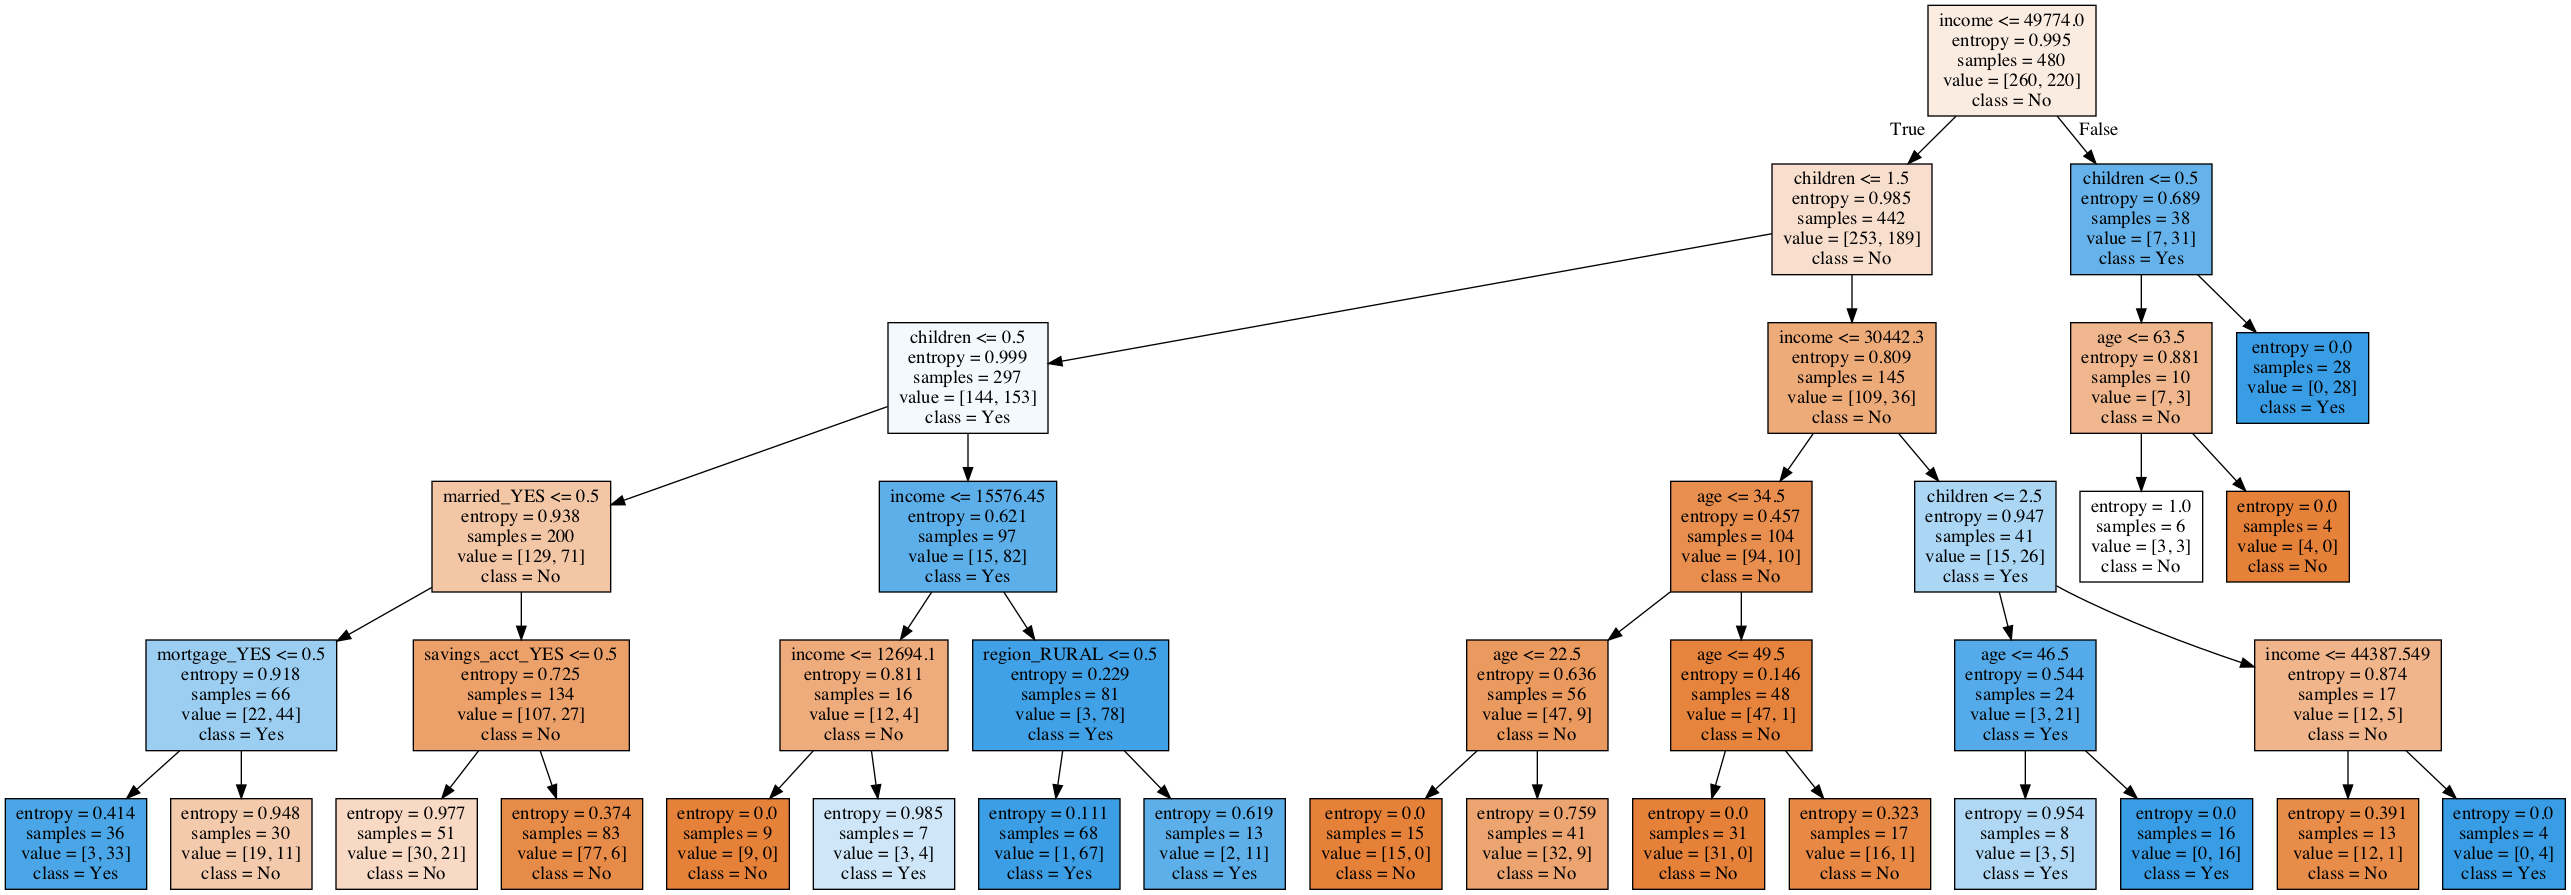 income <= 49774.0
entropy = 0.995
samples = 480
value = [260, 220]
class = No
True
False
children <= 1.5
entropy = 0.985
samples = 442
value = [253, 189]
class = No
children <= 0.5
entropy = 0.689
samples = 38
value = [7, 31]
class = Yes
children <= 0.5
entropy = 0.999
samples = 297
value = [144, 153]
class = Yes
income <= 30442.3
entropy = 0.809
samples = 145
value = [109, 36]
class = No
age <= 63.5
entropy = 0.881
samples = 10
value = [7, 3]
class = No
entropy = 0.0
samples = 28
value = [0, 28]
class = Yes
married_YES <= 0.5
entropy = 0.938
samples = 200
value = [129, 71]
class = No
income <= 15576.45
entropy = 0.621
samples = 97
value = [15, 82]
class = Yes
age <= 34.5
entropy = 0.457
samples = 104
value = [94, 10]
class = No
children <= 2.5
entropy = 0.947
samples = 41
value = [15, 26]
class = Yes
entropy = 1.0
samples = 6
value = [3, 3]
class = No
entropy = 0.0
samples = 4
value = [4, 0]
class = No
mortgage_YES <= 0.5
entropy = 0.918
samples = 66
value = [22, 44]
class = Yes
savings_acct_YES <= 0.5
entropy = 0.725
samples = 134
value = [107, 27]
class = No
income <= 12694.1
entropy = 0.811
samples = 16
value = [12, 4]
class = No
region_RURAL <= 0.5
entropy = 0.229
samples = 81
value = [3, 78]
class = Yes
age <= 22.5
entropy = 0.636
samples = 56
value = [47, 9]
class = No
age <= 49.5
entropy = 0.146
samples = 48
value = [47, 1]
class = No
age <= 46.5
entropy = 0.544
samples = 24
value = [3, 21]
class = Yes
income <= 44387.549
entropy = 0.874
samples = 17
value = [12, 5]
class = No
entropy = 0.414
samples = 36
value = [3, 33]
class = Yes
entropy = 0.948
samples = 30
value = [19, 11]
class = No
entropy = 0.977
samples = 51
value = [30, 21]
class = No
entropy = 0.374
samples = 83
value = [77, 6]
class = No
entropy = 0.0
samples = 9
value = [9, 0]
class = No
entropy = 0.985
samples = 7
value = [3, 4]
class = Yes
entropy = 0.111
samples = 68
value = [1, 67]
class = Yes
entropy = 0.619
samples = 13
value = [2, 11]
class = Yes
entropy = 0.0
samples = 15
value = [15, 0]
class = No
entropy = 0.759
samples = 41
value = [32, 9]
class = No
entropy = 0.0
samples = 31
value = [31, 0]
class = No
entropy = 0.323
samples = 17
value = [16, 1]
class = No
entropy = 0.954
samples = 8
value = [3, 5]
class = Yes
entropy = 0.0
samples = 16
value = [0, 16]
class = Yes
entropy = 0.391
samples = 13
value = [12, 1]
class = No
entropy = 0.0
samples = 4
value = [0, 4]
class = Yes